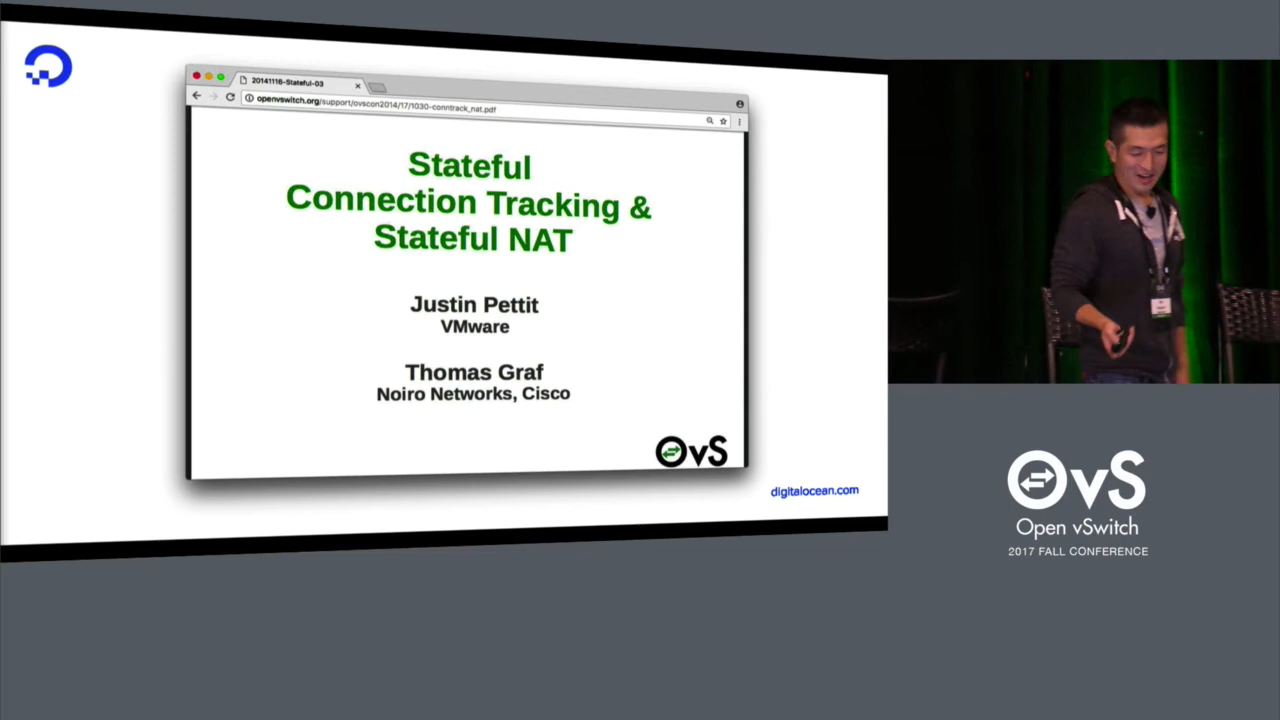 20141116-Stateful-03
openvswitch.org/support/ovscon2014/17/1030-conntrack_nat.pdf
Stateful
Connection Tracking &
Stateful NAT
Justin Pettit
VMware
Thomas Graf
Noiro Networks, Cisco
OvS
digitalocean.com
OvS
Open vSwitch
2017 FALL CONFERENCE